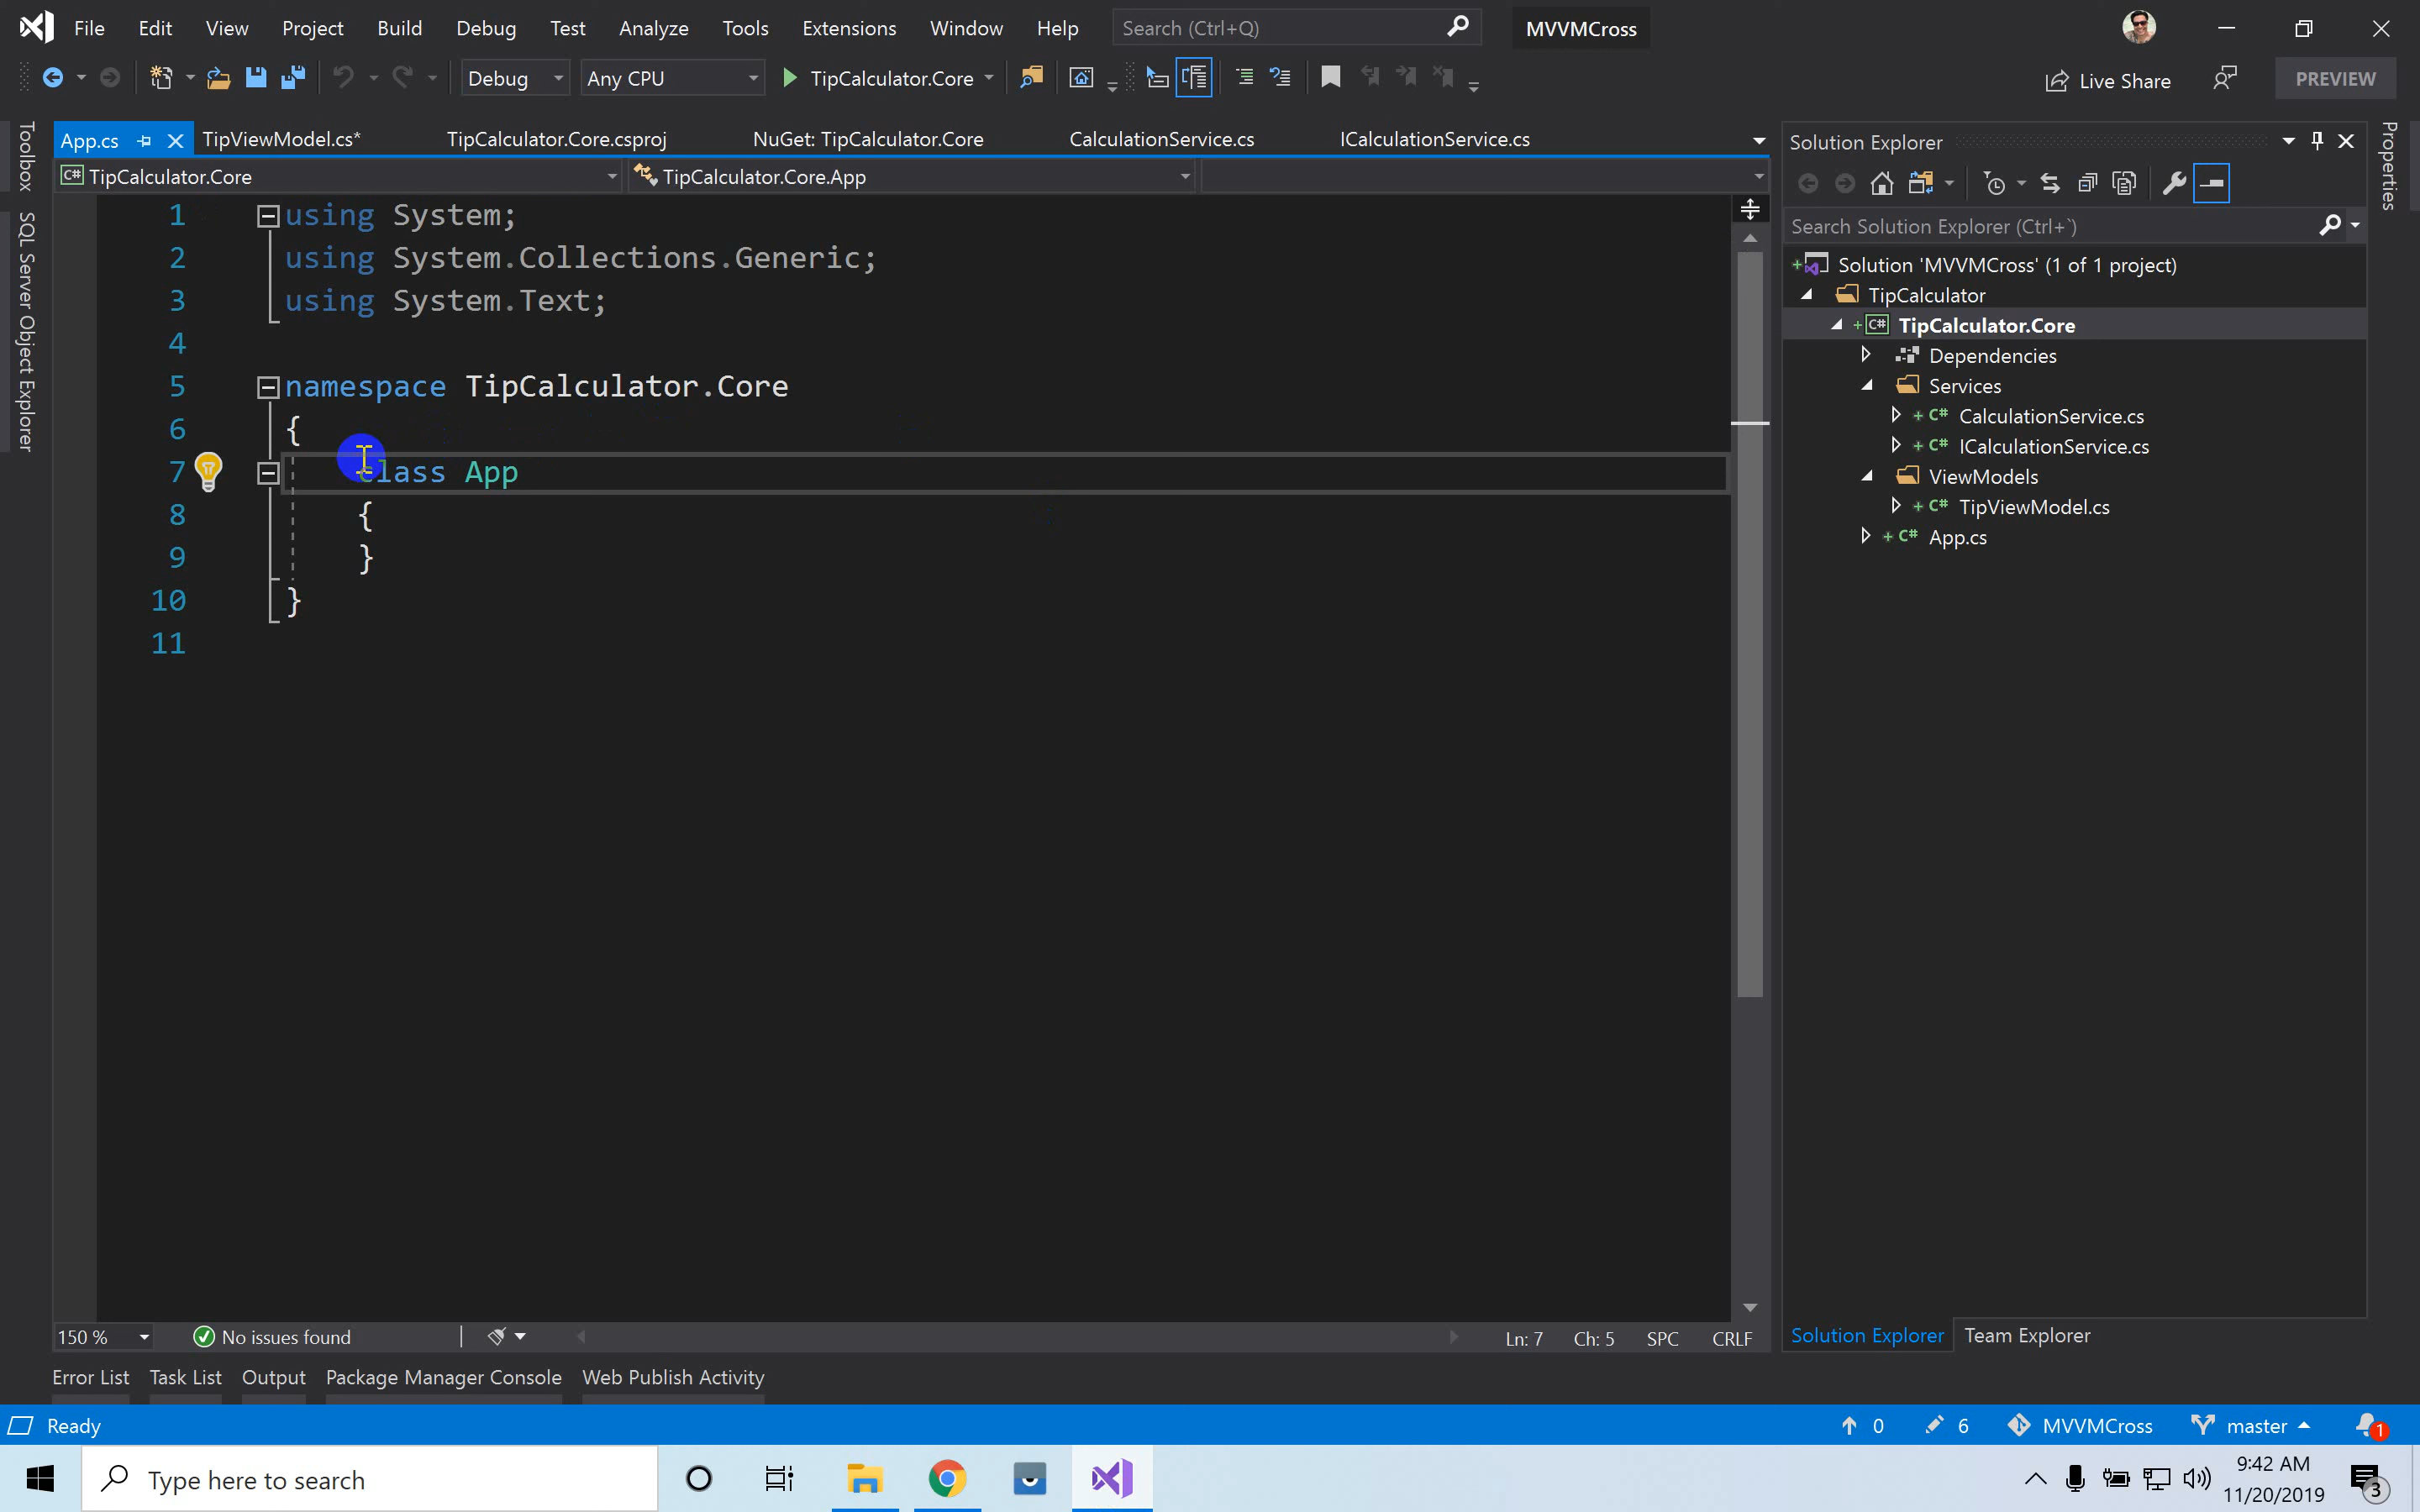 File Edit View Project Build Debug Test Analyze Tools Extensions Window Help Search (Ctrl+Q) MVVMCross
Debug Any CPU TipCalculator.Core Live Share PREVIEW
App.cs TipViewModel.cs* TipCalculator.Core.csproj NuGet: TipCalculator.Core CalculationService.cs ICalculationService.cs
C# TipCalculator.Core TipCalculator.Core.App
Toolbox
SQL Server Object Explorer
1 using System;
2 using System.Collections.Generic;
3 using System.Text;
4
5 namespace TipCalculator.Core
6 {
7 class App
8 {
9 }
10 }
11
150 % No issues found Ln: 7 Ch: 5 SPC CRLF
Solution Explorer
Search Solution Explorer (Ctrl+`)
Solution 'MVVMCross' (1 of 1 project)
TipCalculator
C# TipCalculator.Core
Dependencies
Services
C# CalculationService.cs
C# ICalculationService.cs
ViewModels
C# TipViewModel.cs
C# App.cs
Solution Explorer Team Explorer
Properties
Error List Task List Output Package Manager Console Web Publish Activity
Ready 0 6 MVVMCross master 1
Type here to search
9:42 AM
11/20/2019
3